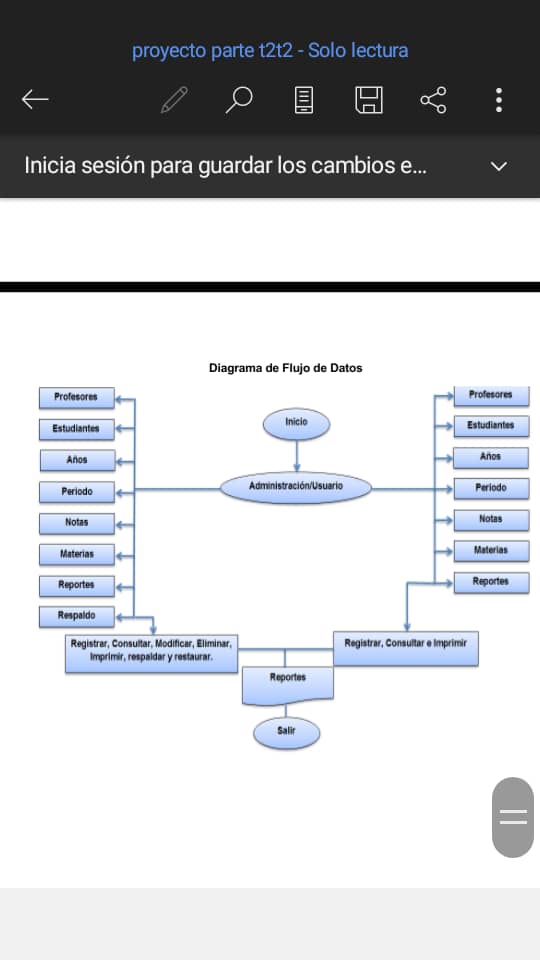 proyecto parte t2t2 - Solo lectura
Inicia sesión para guardar los cambios e...
Diagrama de Flujo de Datos
Inicio
Administración/Usuario
Profesores
Estudiantes
Años
Periodo
Notas
Materias
Reportes
Respaldo
Registrar, Consultar, Modificar, Eliminar,
Imprimir, respaldar y restaurar.
Profesores
Estudiantes
Años
Periodo
Notas
Materias
Reportes
Registrar, Consultar e Imprimir
Reportes
Salir